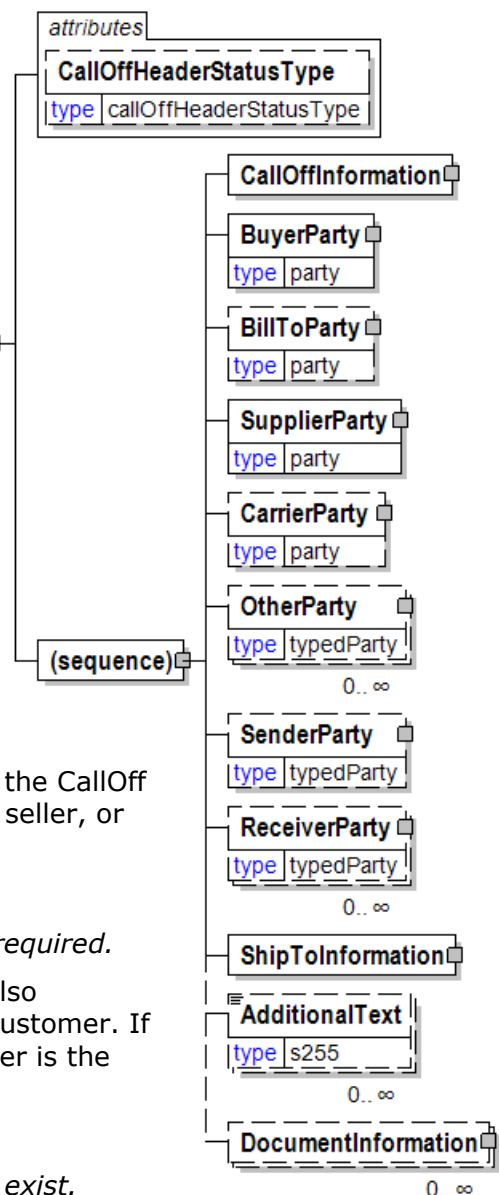 attributes
CallOffHeaderStatusType
type callOffHeaderStatusType
CallOffInformation
BuyerParty
type party
BillToParty
type party
SupplierParty
type party
CarrierParty
type party
OtherParty
type typedParty
0.. ∞
(sequence)
SenderParty
type typedParty
the CallOff
seller, or
ReceiverParty
type typedParty
0.. ∞
required.
ShipToInformation
lso
ustomer. If
er is the
AdditionalText
type s255
0.. ∞
DocumentInformation
exist.
0.. ∞